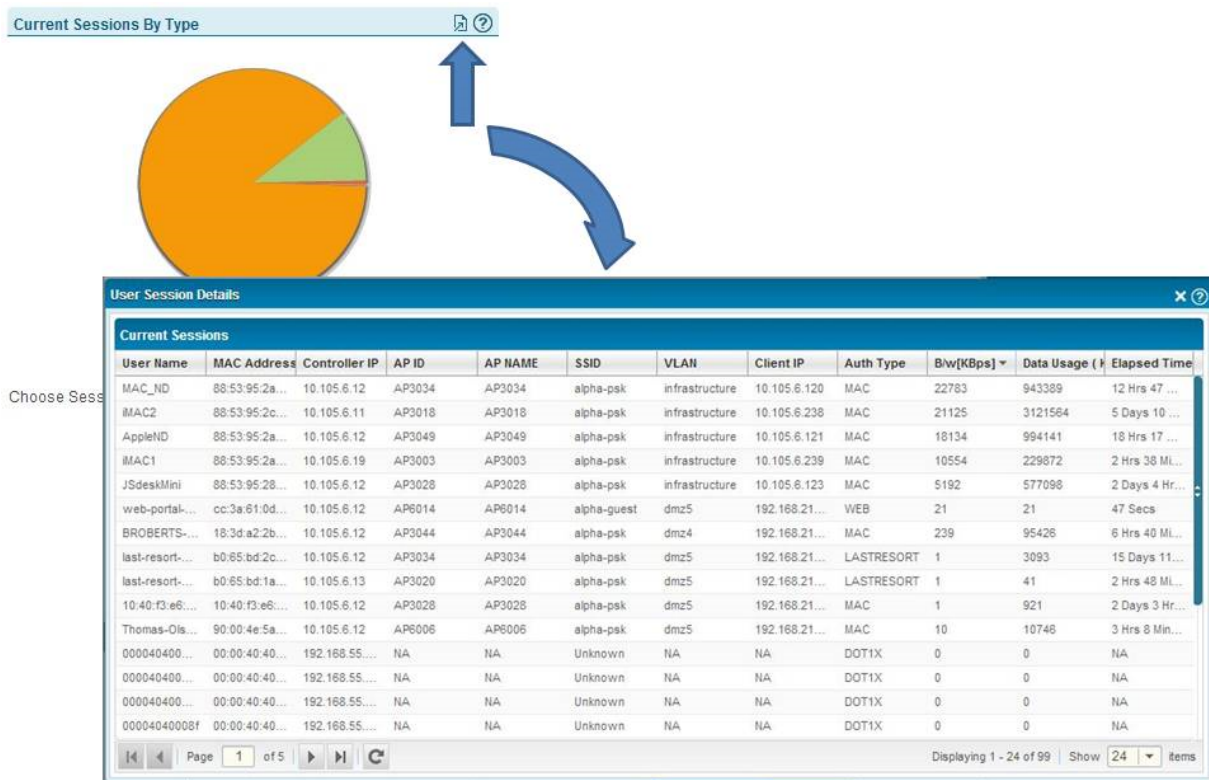 Current Sessions By Type
Choose Sess
User Session Details
Current Sessions
User Name MAC Address Controller IP AP ID AP NAME SSID VLAN Client IP Auth Type B/w[KBps] Data Usage ( K Elapsed Time
MAC_ND 88:53:95:2a... 10.105.6.12 AP3034 AP3034 alpha-psk infrastructure 10.105.6.120 MAC 22783 943389 12 Hrs 47 ...
iMAC2 88:53:95:2c... 10.105.6.11 AP3018 AP3018 alpha-psk infrastructure 10.105.6.238 MAC 21125 3121564 5 Days 10 ...
AppleND 88:53:95:2a... 10.105.6.12 AP3049 AP3049 alpha-psk infrastructure 10.105.6.121 MAC 18134 994141 18 Hrs 17 ...
iMAC1 88:53:95:2a... 10.105.6.19 AP3003 AP3003 alpha-psk infrastructure 10.105.6.239 MAC 10554 229872 2 Hrs 38 Mi...
JSdeskMini 88:53:95:28... 10.105.6.12 AP3028 AP3028 alpha-psk infrastructure 10.105.6.123 MAC 5192 577098 2 Days 4 Hr...
web-portal-... cc:3a:61:0d... 10.105.6.12 AP6014 AP6014 alpha-guest dmz5 192.168.21... WEB 21 21 47 Secs
BROBERTS-... 18:3d:a2:2b... 10.105.6.12 AP3044 AP3044 alpha-psk dmz4 192.168.21... MAC 239 95426 6 Hrs 40 Mi...
last-resort-... b0:65:bd:2c... 10.105.6.12 AP3034 AP3034 alpha-psk dmz5 192.168.21... LASTRESORT 1 3093 15 Days 11...
last-resort-... b0:65:bd:1a... 10.105.6.13 AP3020 AP3020 alpha-psk dmz5 192.168.21... LASTRESORT 1 41 2 Hrs 48 Mi...
10:40:f3:e6:... 10:40:f3:e6:... 10.105.6.12 AP3028 AP3028 alpha-psk dmz5 192.168.21... MAC 1 921 2 Days 3 Hr...
Thomas-Ols... 90:00:4e:5a... 10.105.6.12 AP6006 AP6006 alpha-psk dmz5 192.168.21... MAC 10 10746 3 Hrs 8 Min...
000040400... 00:00:40:40... 192.168.55.... NA NA Unknown NA NA DOT1X 0 0 NA
000040400... 00:00:40:40... 192.168.55.... NA NA Unknown NA NA DOT1X 0 0 NA
000040400... 00:00:40:40... 192.168.55.... NA NA Unknown NA NA DOT1X 0 0 NA
00004040008f 00:00:40:40... 192.168.55.... NA NA Unknown NA NA DOT1X 0 0 NA
Page 1 of 5 Displaying 1 - 24 of 99 Show 24 items